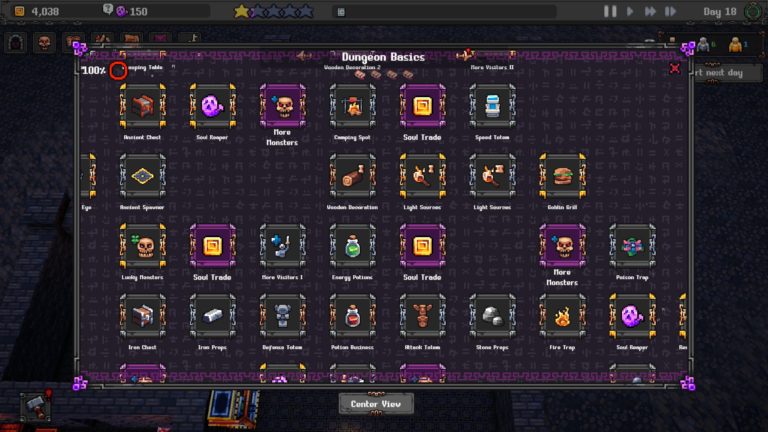 4,038
150
Day 18
Dungeon Basics
100%
Wooden Decoration 2
More Visitors II
6
1
rt next day
Ancient Chest
Soul Reaper
More Monsters
Camping Spot
Soul Trade
Speed Totem
Eye
Ancient Spawner
Wooden Decoration
Light Sources
Light Sources
Goblin Grill
Lucky Monsters
Soul Trade
More Visitors I
Energy Potions
Soul Trade
More Monsters
Poison Trap
Iron Chest
Iron Props
Defense Totem
Potion Business
Attack Totem
Stone Props
Fire Trap
Soul Reaper
Center View